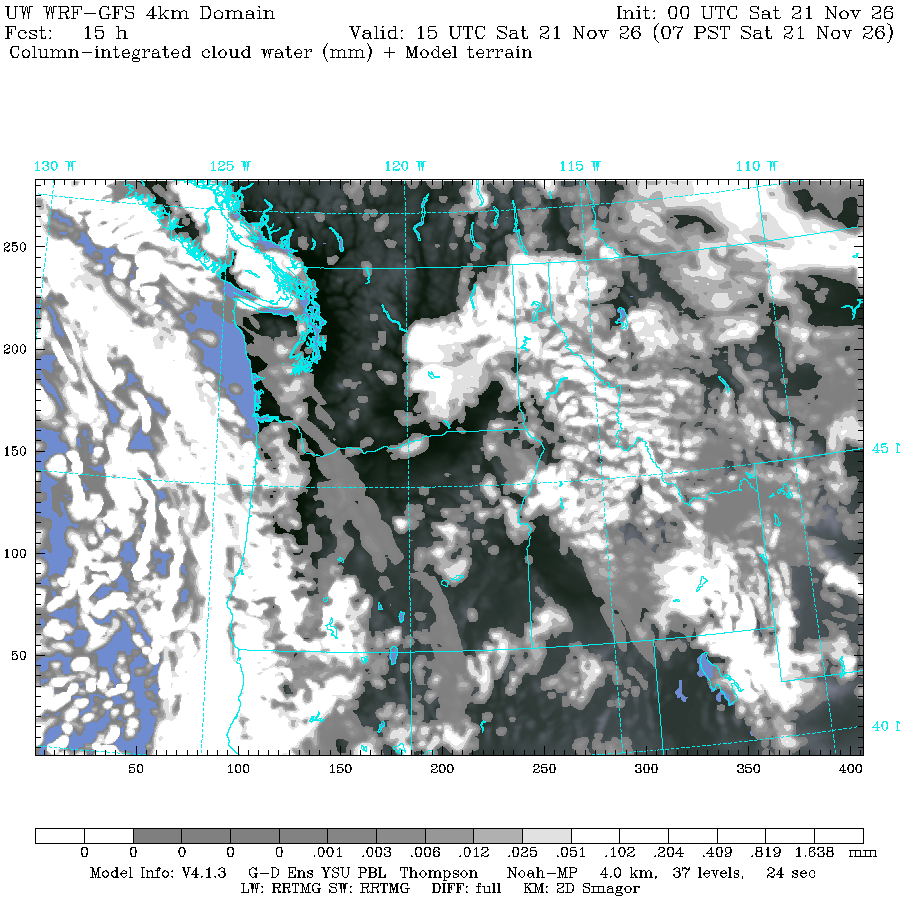 UW WRF-GFS 4km Domain Init: 00 UTC Sat 21 Nov 26
Fcst: 15 h Valid: 15 UTC Sat 21 Nov 26 (07 PST Sat 21 Nov 26)
Column-integrated cloud water (mm) + Model terrain
130 W 125 W 120 W 115 W 110 W
250
200
150
45 N
100
50
40 N
50 100 150 200 250 300 350 400
0 0 0 0 0 .001 .003 .006 .012 .025 .051 .102 .204 .409 .819 1.638 mm
Model Info: V4.1.3 G-D Ens YSU PBL Thompson Noah-MP 4.0 km, 37 levels, 24 sec
LW: RRTMG SW: RRTMG DIFF: full KM: 2D Smagor